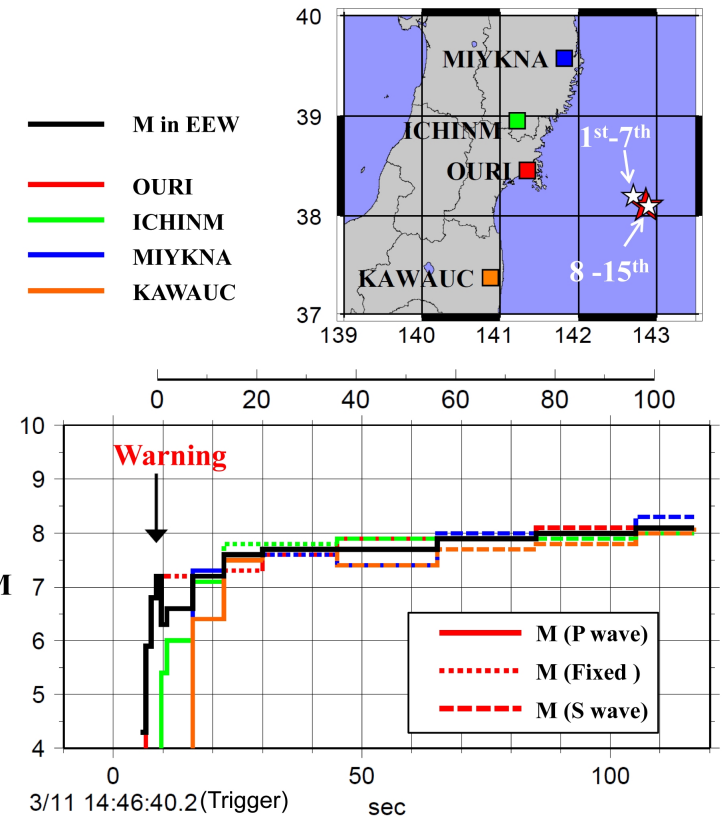 40
39
38
37
139
140
141
142
143
MIYKNA
ICHINM
OURI
KAWAUC
1st-7th
8 -15th
M in EEW
OURI
ICHINM
MIYKNA
KAWAUC
0 20 40 60 80 100
10
9
8
7
6
5
4
M
Warning
M (P wave)
M (Fixed )
M (S wave)
0 50 100
3/11 14:46:40.2(Trigger)
sec